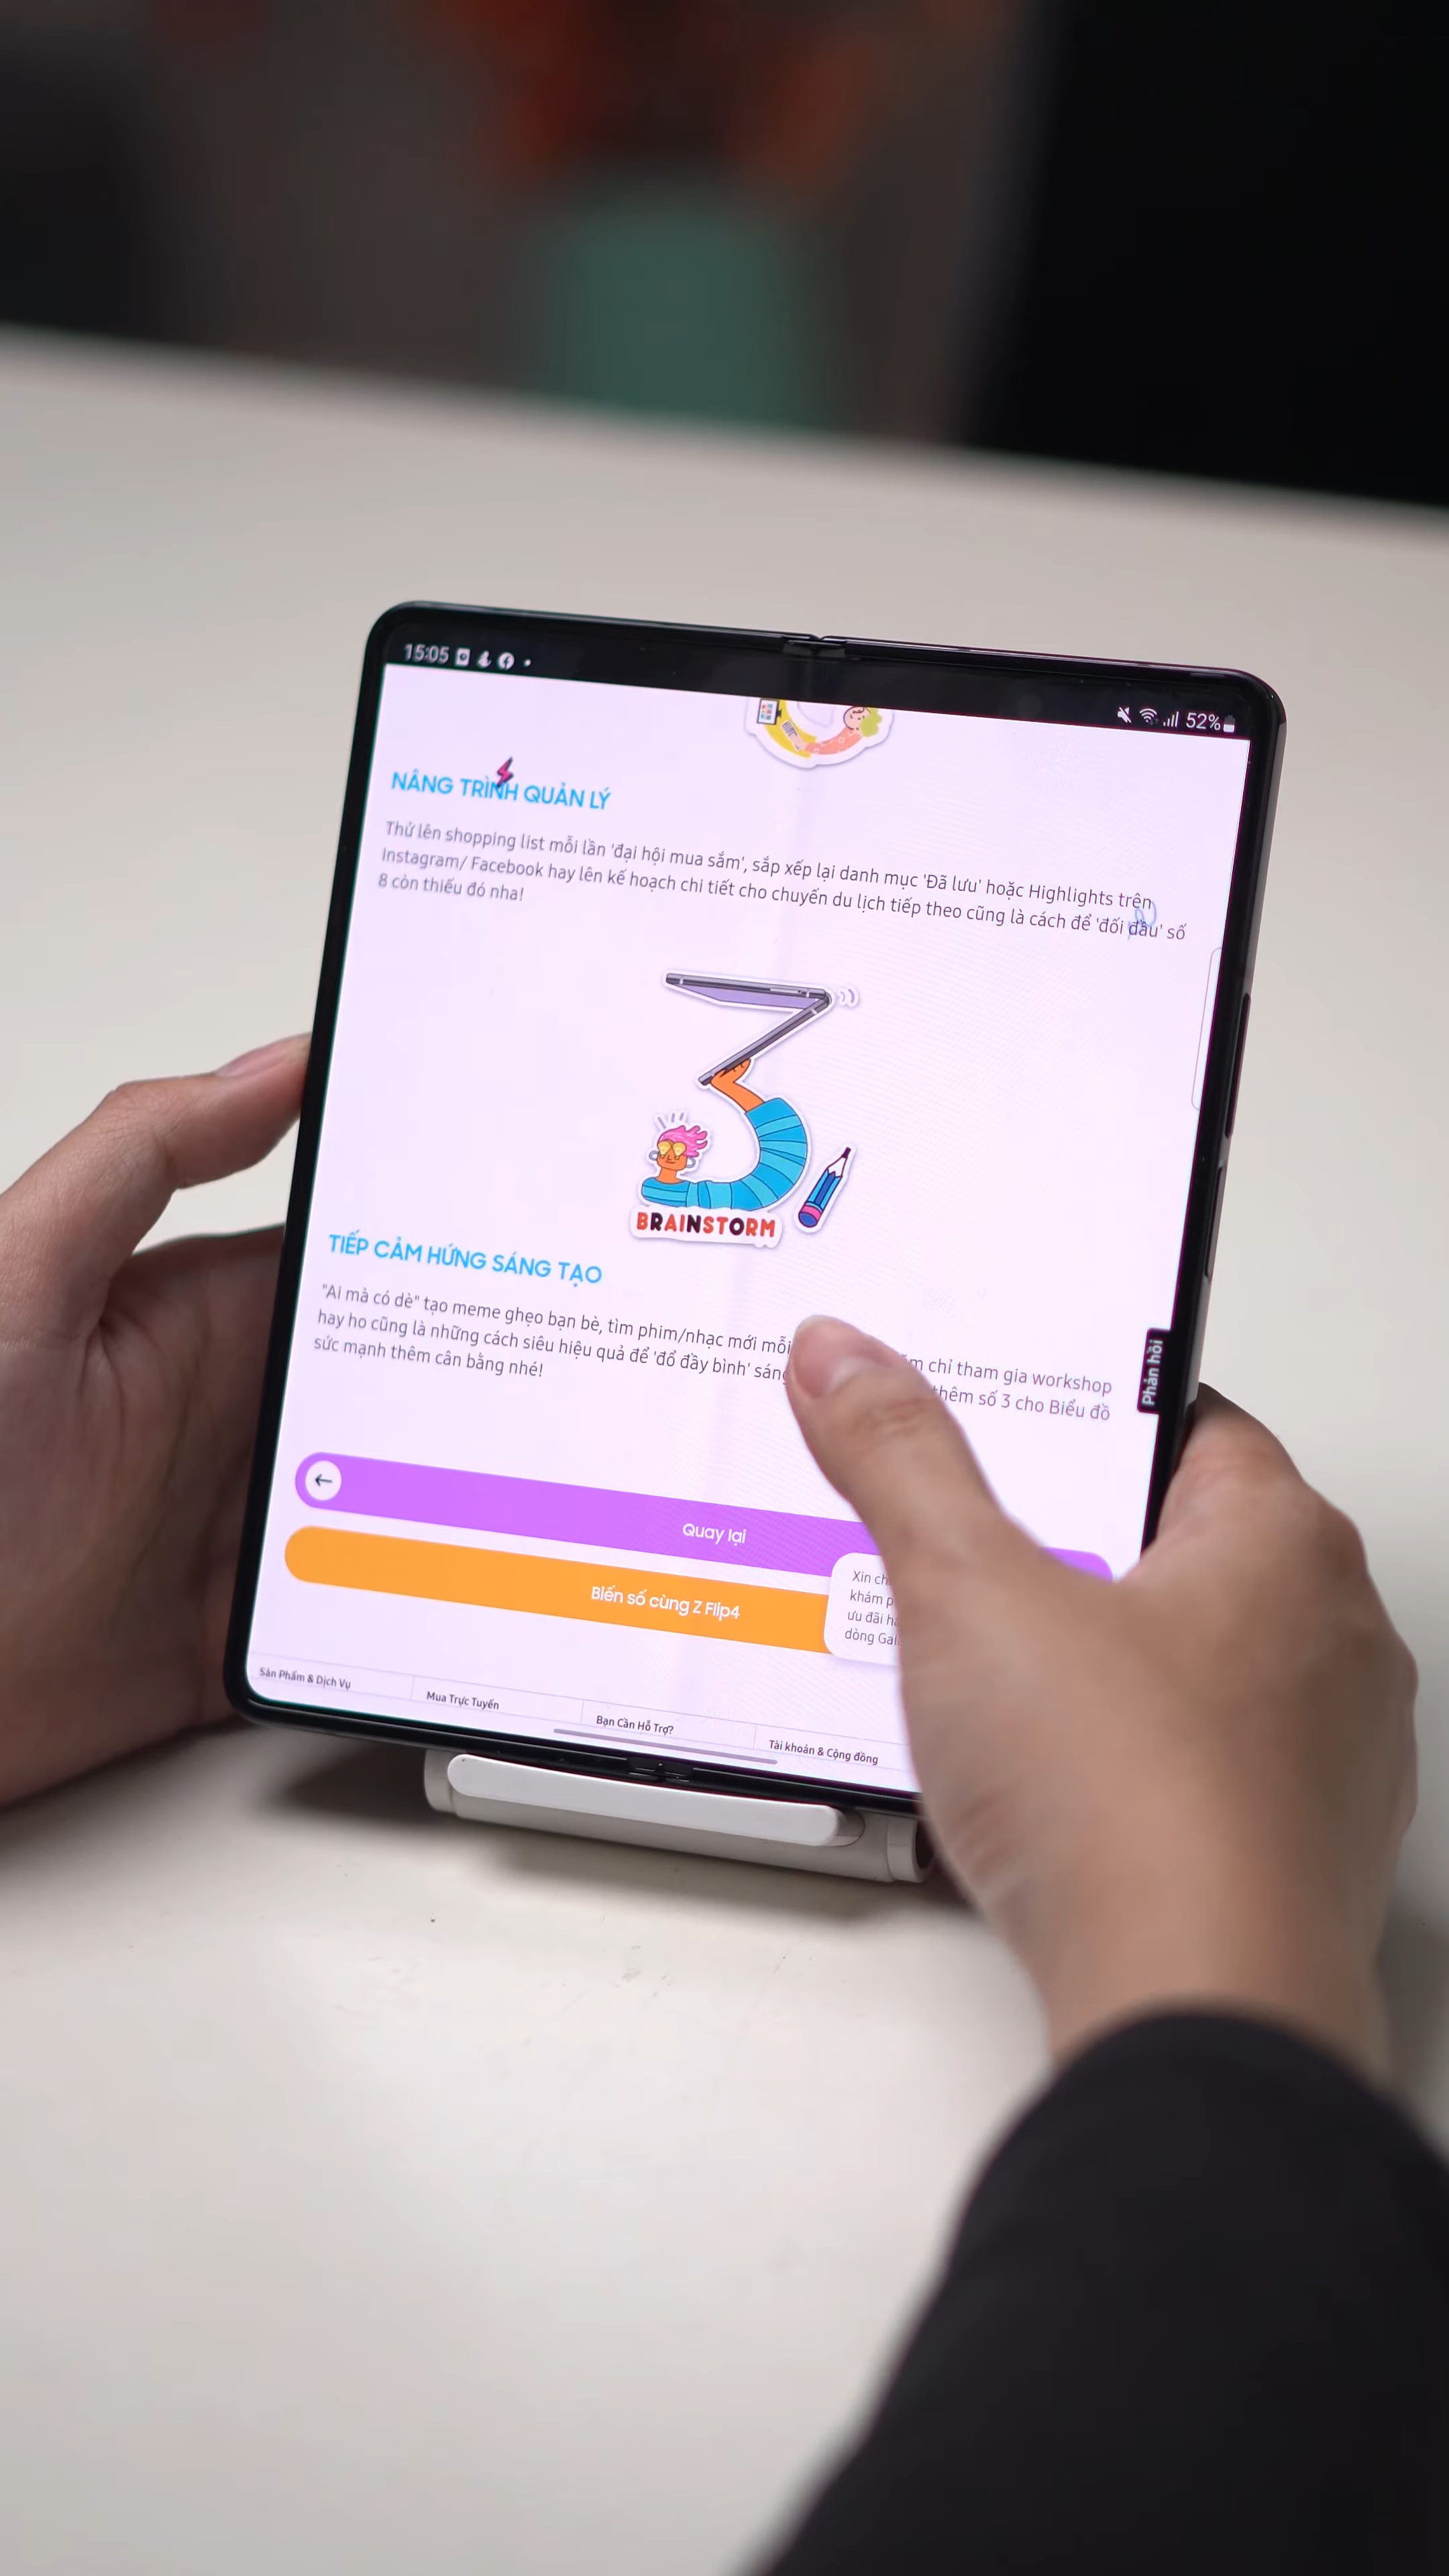 15:05
52%
NÂNG TRÌNH QUẢN LÝ
Thử lên shopping list mỗi lần 'đại hội mua sắm', sắp xếp lại danh mục 'Đã lưu' hoặc Highlights trên
Instagram/ Facebook hay lên kế hoạch chi tiết cho chuyến du lịch tiếp theo cũng là cách để 'đối đầu' số
8 còn thiếu đó nha!
BRAINSTORM
TIẾP CẢM HỨNG SÁNG TẠO
"Ai mà có dè" tạo meme ghẹo bạn bè, tìm phim/nhạc mới mỗi chỉ tham gia workshop
hay ho cũng là những cách siêu hiệu quả để 'đổ đầy bình' sáng thêm số 3 cho Biểu đồ
sức mạnh thêm cân bằng nhé!
Phản hồi
Quay lại
Biến số cùng Z Flip4
Xin
khám
ưu đãi
dòng
Sản Phẩm & Dịch Vụ
Mua Trực Tuyến
Bạn Cần Hỗ Trợ?
Tài khoản & Cộng đồng